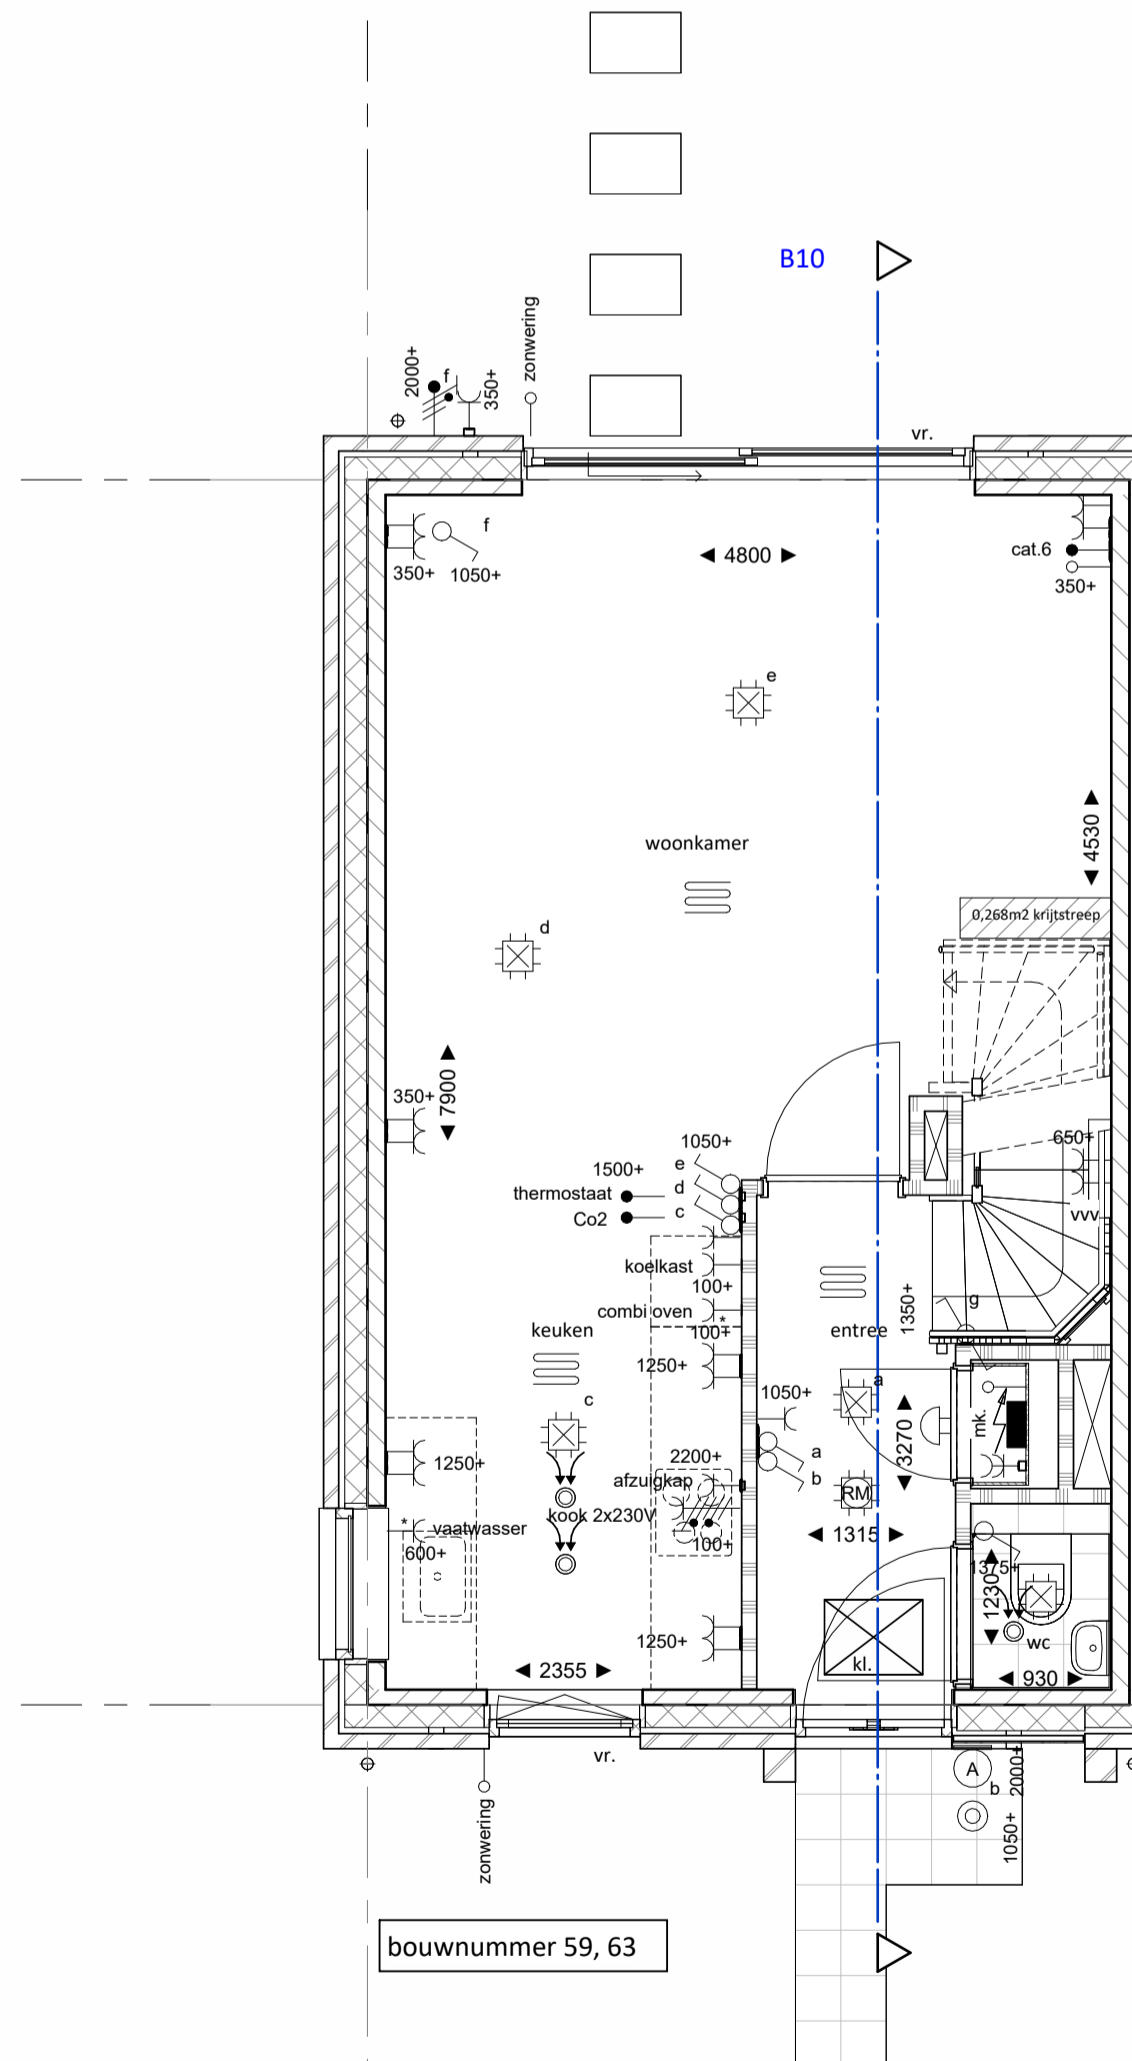 B10
zonwering
2000+
f
350+
vr.
f
350+
1050+
4800
cat.6
350+
e
4530
woonkamer
0,268m2 krijtstreep
d
7900
350+
1050+
650+
1500+
e
thermostaat
d
Co2
c
vvv
koelkast
100+
1350+
g
combi oven
*
100+
keuken
entree
1250+
a
c
1050+
3270
mk.
a
1250+
2200+
b
afzuigkap
RM
kook 2x230V
* vaatwasser
600+
100+
1315
1375+
1230
1250+
wc
kl.
2355
930
vr.
A
b
2000+
zonwering
1050+
bouwnummer 59, 63